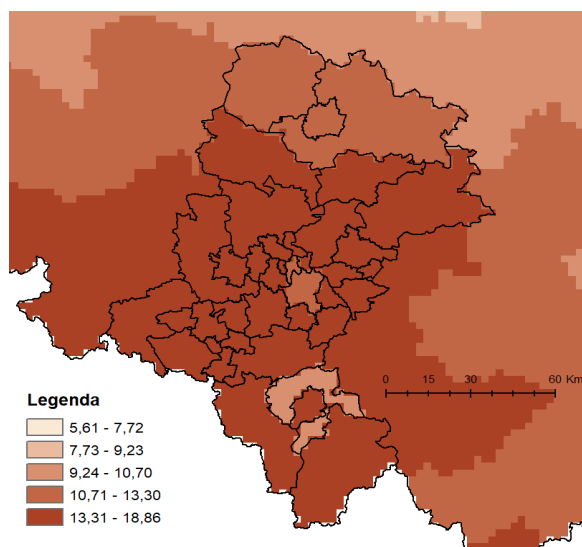 0 15 30 60 Km
Legenda
5,61 - 7,72
7,73 - 9,23
9,24 - 10,70
10,71 - 13,30
13,31 - 18,86